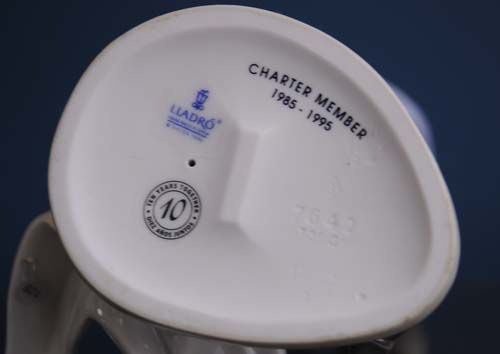 CHARTER MEMBER
1985 - 1995
LLADRÓ
TEN YEARS TOGETHER
10
DIEZ AÑOS JUNTOS